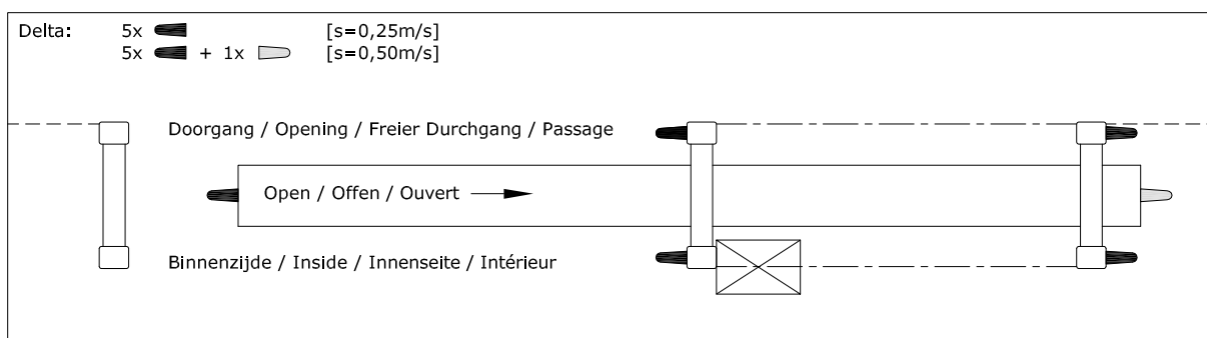 Delta: 5x [s=0,25m/s]
5x + 1x [s=0,50m/s]
Doorgang / Opening / Freier Durchgang / Passage
Open / Offen / Ouvert
Binnenzijde / Inside / Innenseite / Intérieur